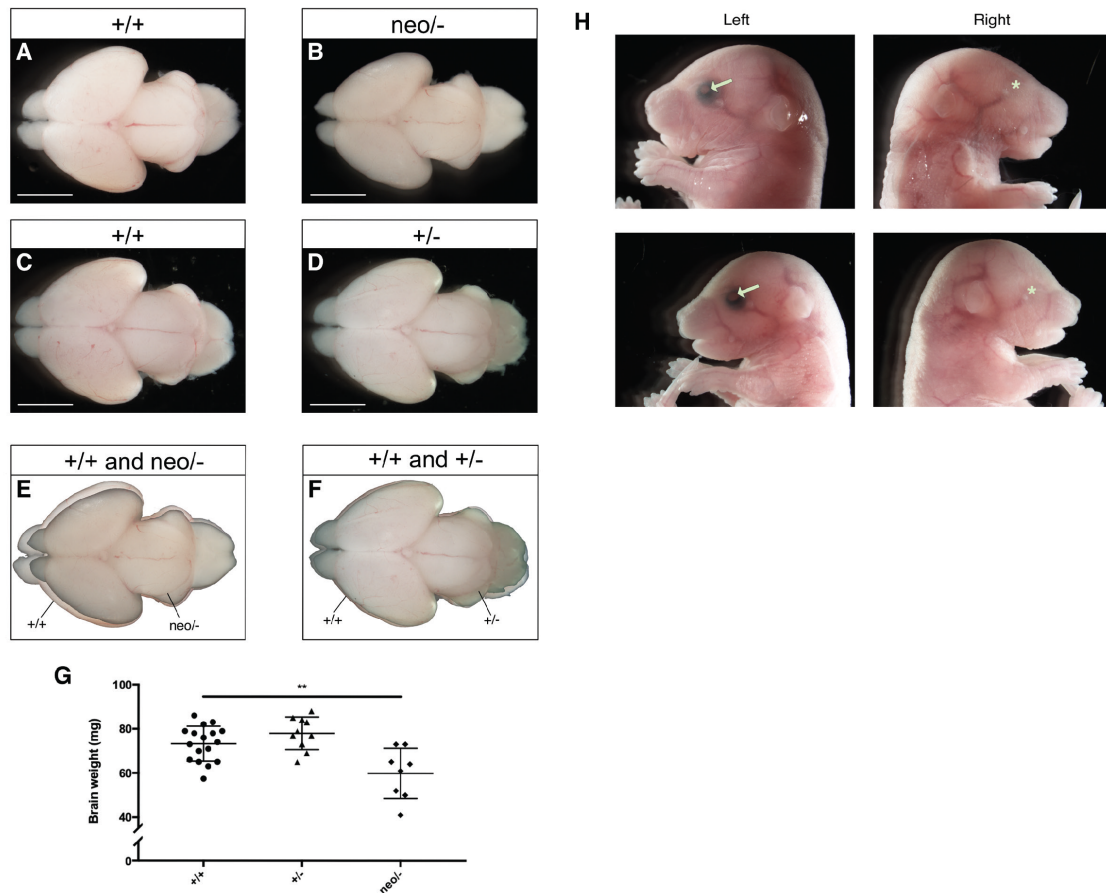 +/+
neo/-
A
B
+/+
+/-
C
D
+/+ and neo/-
+/+ and +/-
E
F
+/+
neo/-
+/+
+/-
G
**
Brain weight (mg)
100
80
60
40
0
+/+
+/-
neo/-
H
Left
Right
*
*